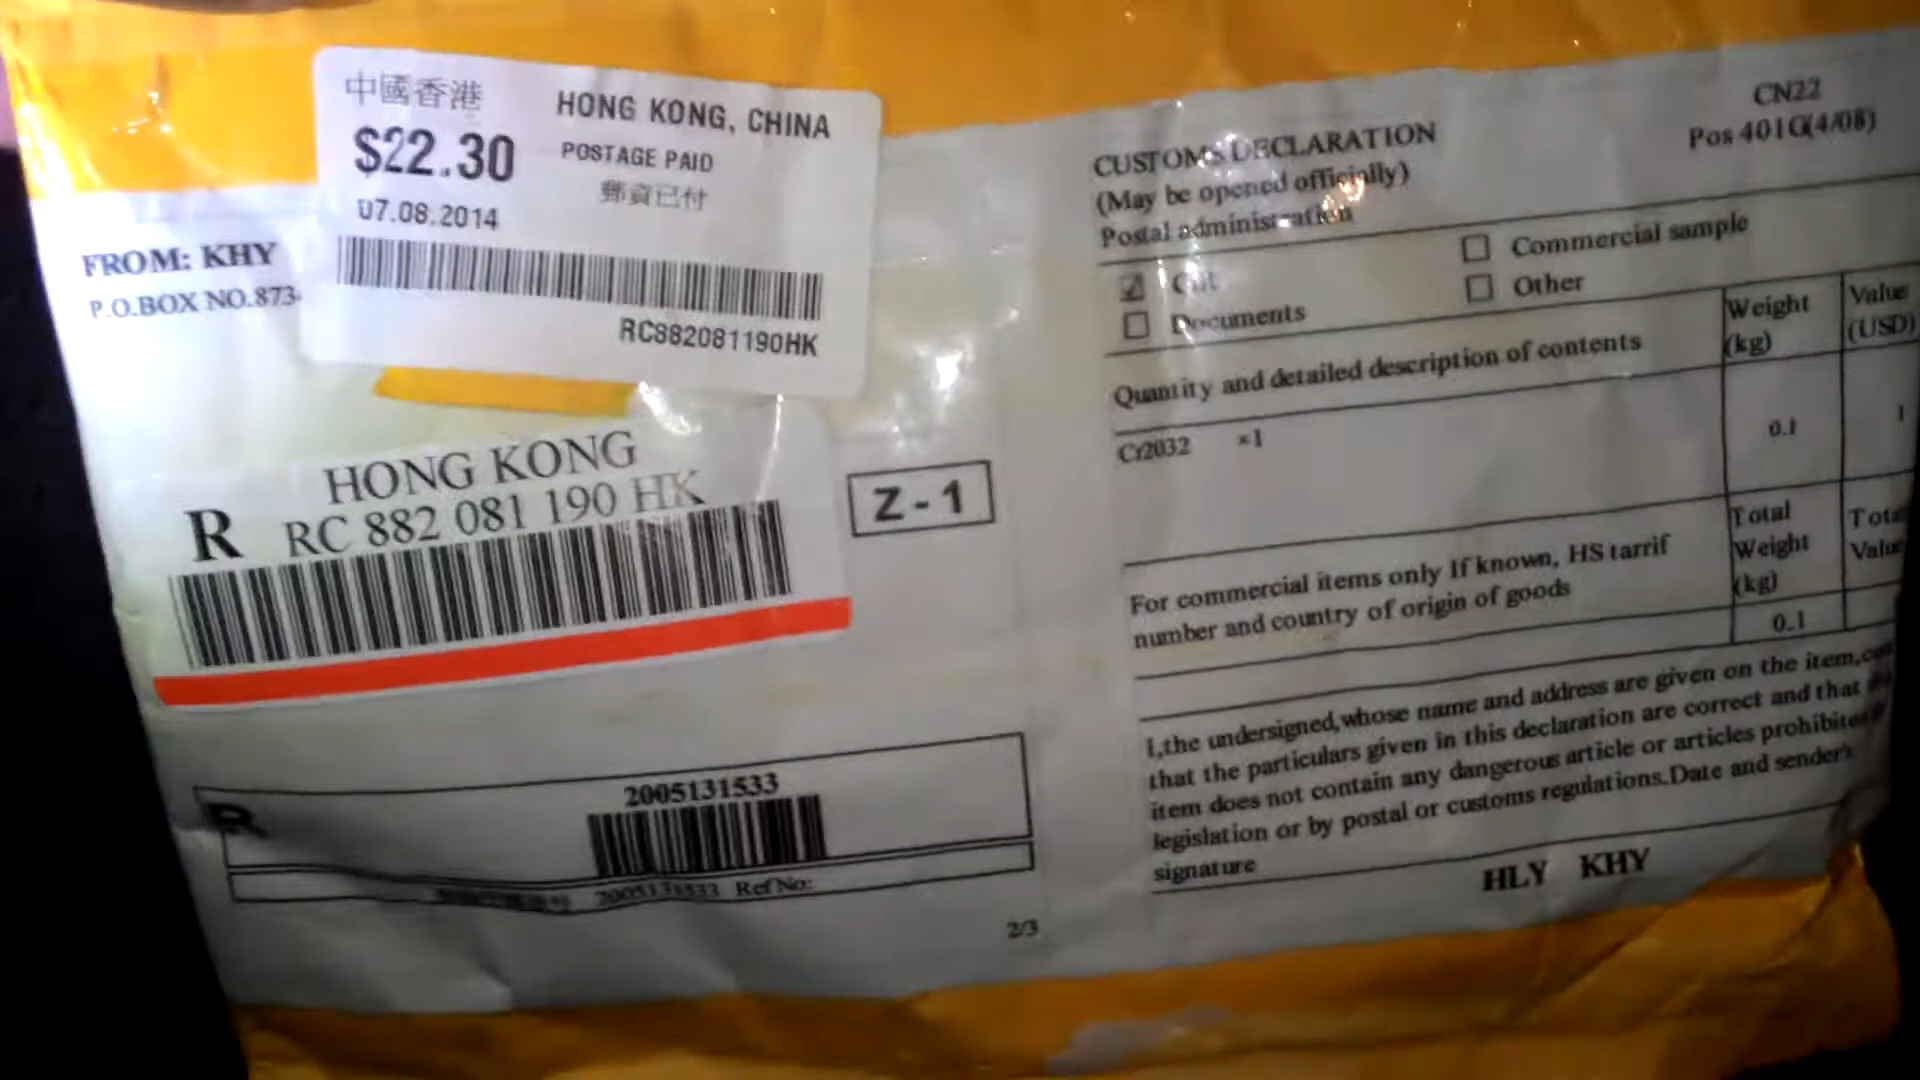 中國香港
HONG KONG, CHINA
$22.30
POSTAGE PAID
郵資已付
07.08.2014
RC882081190HK
FROM: KHY
P.O.BOX NO.873
HONG KONG
R RC 882 081 190 HK
Z-1
R
2005131533
2005131533 RefNo:
2/3
CN22
Pos 401G(4/08)
CUSTOMS DECLARATION
(May be opened officially)
Postal administration
Commercial sample
Other
Documents
Quantity and detailed description of contents
Weight
(kg)
Value
(USD)
Cr2032 ×1
0.1
1
For commercial items only If known, HS tarrif
number and country of origin of goods
Total
Weight
(kg)
Value
0.1
I,the undersigned,whose name and address are given on the item,
that the particulars given in this declaration are correct and that
item does not contain any dangerous article or articles prohibited
legislation or by postal or customs regulations.Date and sender's
signature
HLY KHY